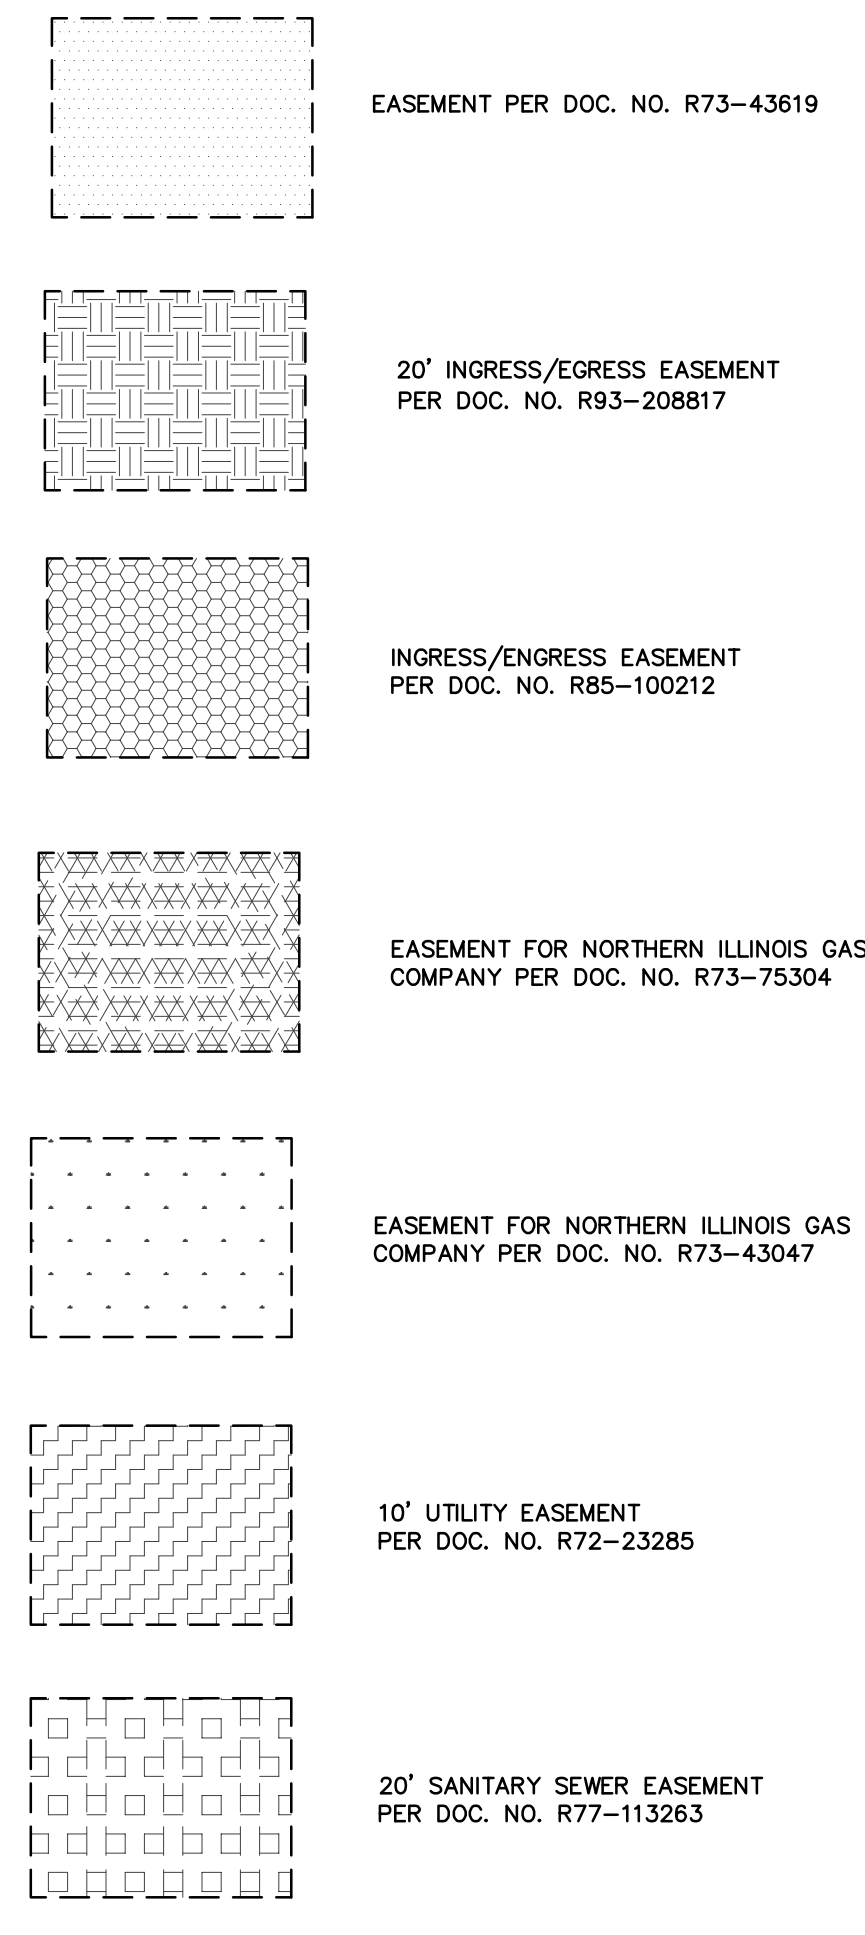 EASEMENT PER DOC. NO. R73-43619
20' INGRESS/EGRESS EASEMENT
PER DOC. NO. R93-208817
INGRESS/ENGRESS EASEMENT
PER DOC. NO. R85-100212
EASEMENT FOR NORTHERN ILLINOIS GAS
COMPANY PER DOC. NO. R73-75304
EASEMENT FOR NORTHERN ILLINOIS GAS
COMPANY PER DOC. NO. R73-43047
10' UTILITY EASEMENT
PER DOC. NO. R72-23285
20' SANITARY SEWER EASEMENT
PER DOC. NO. R77-113263